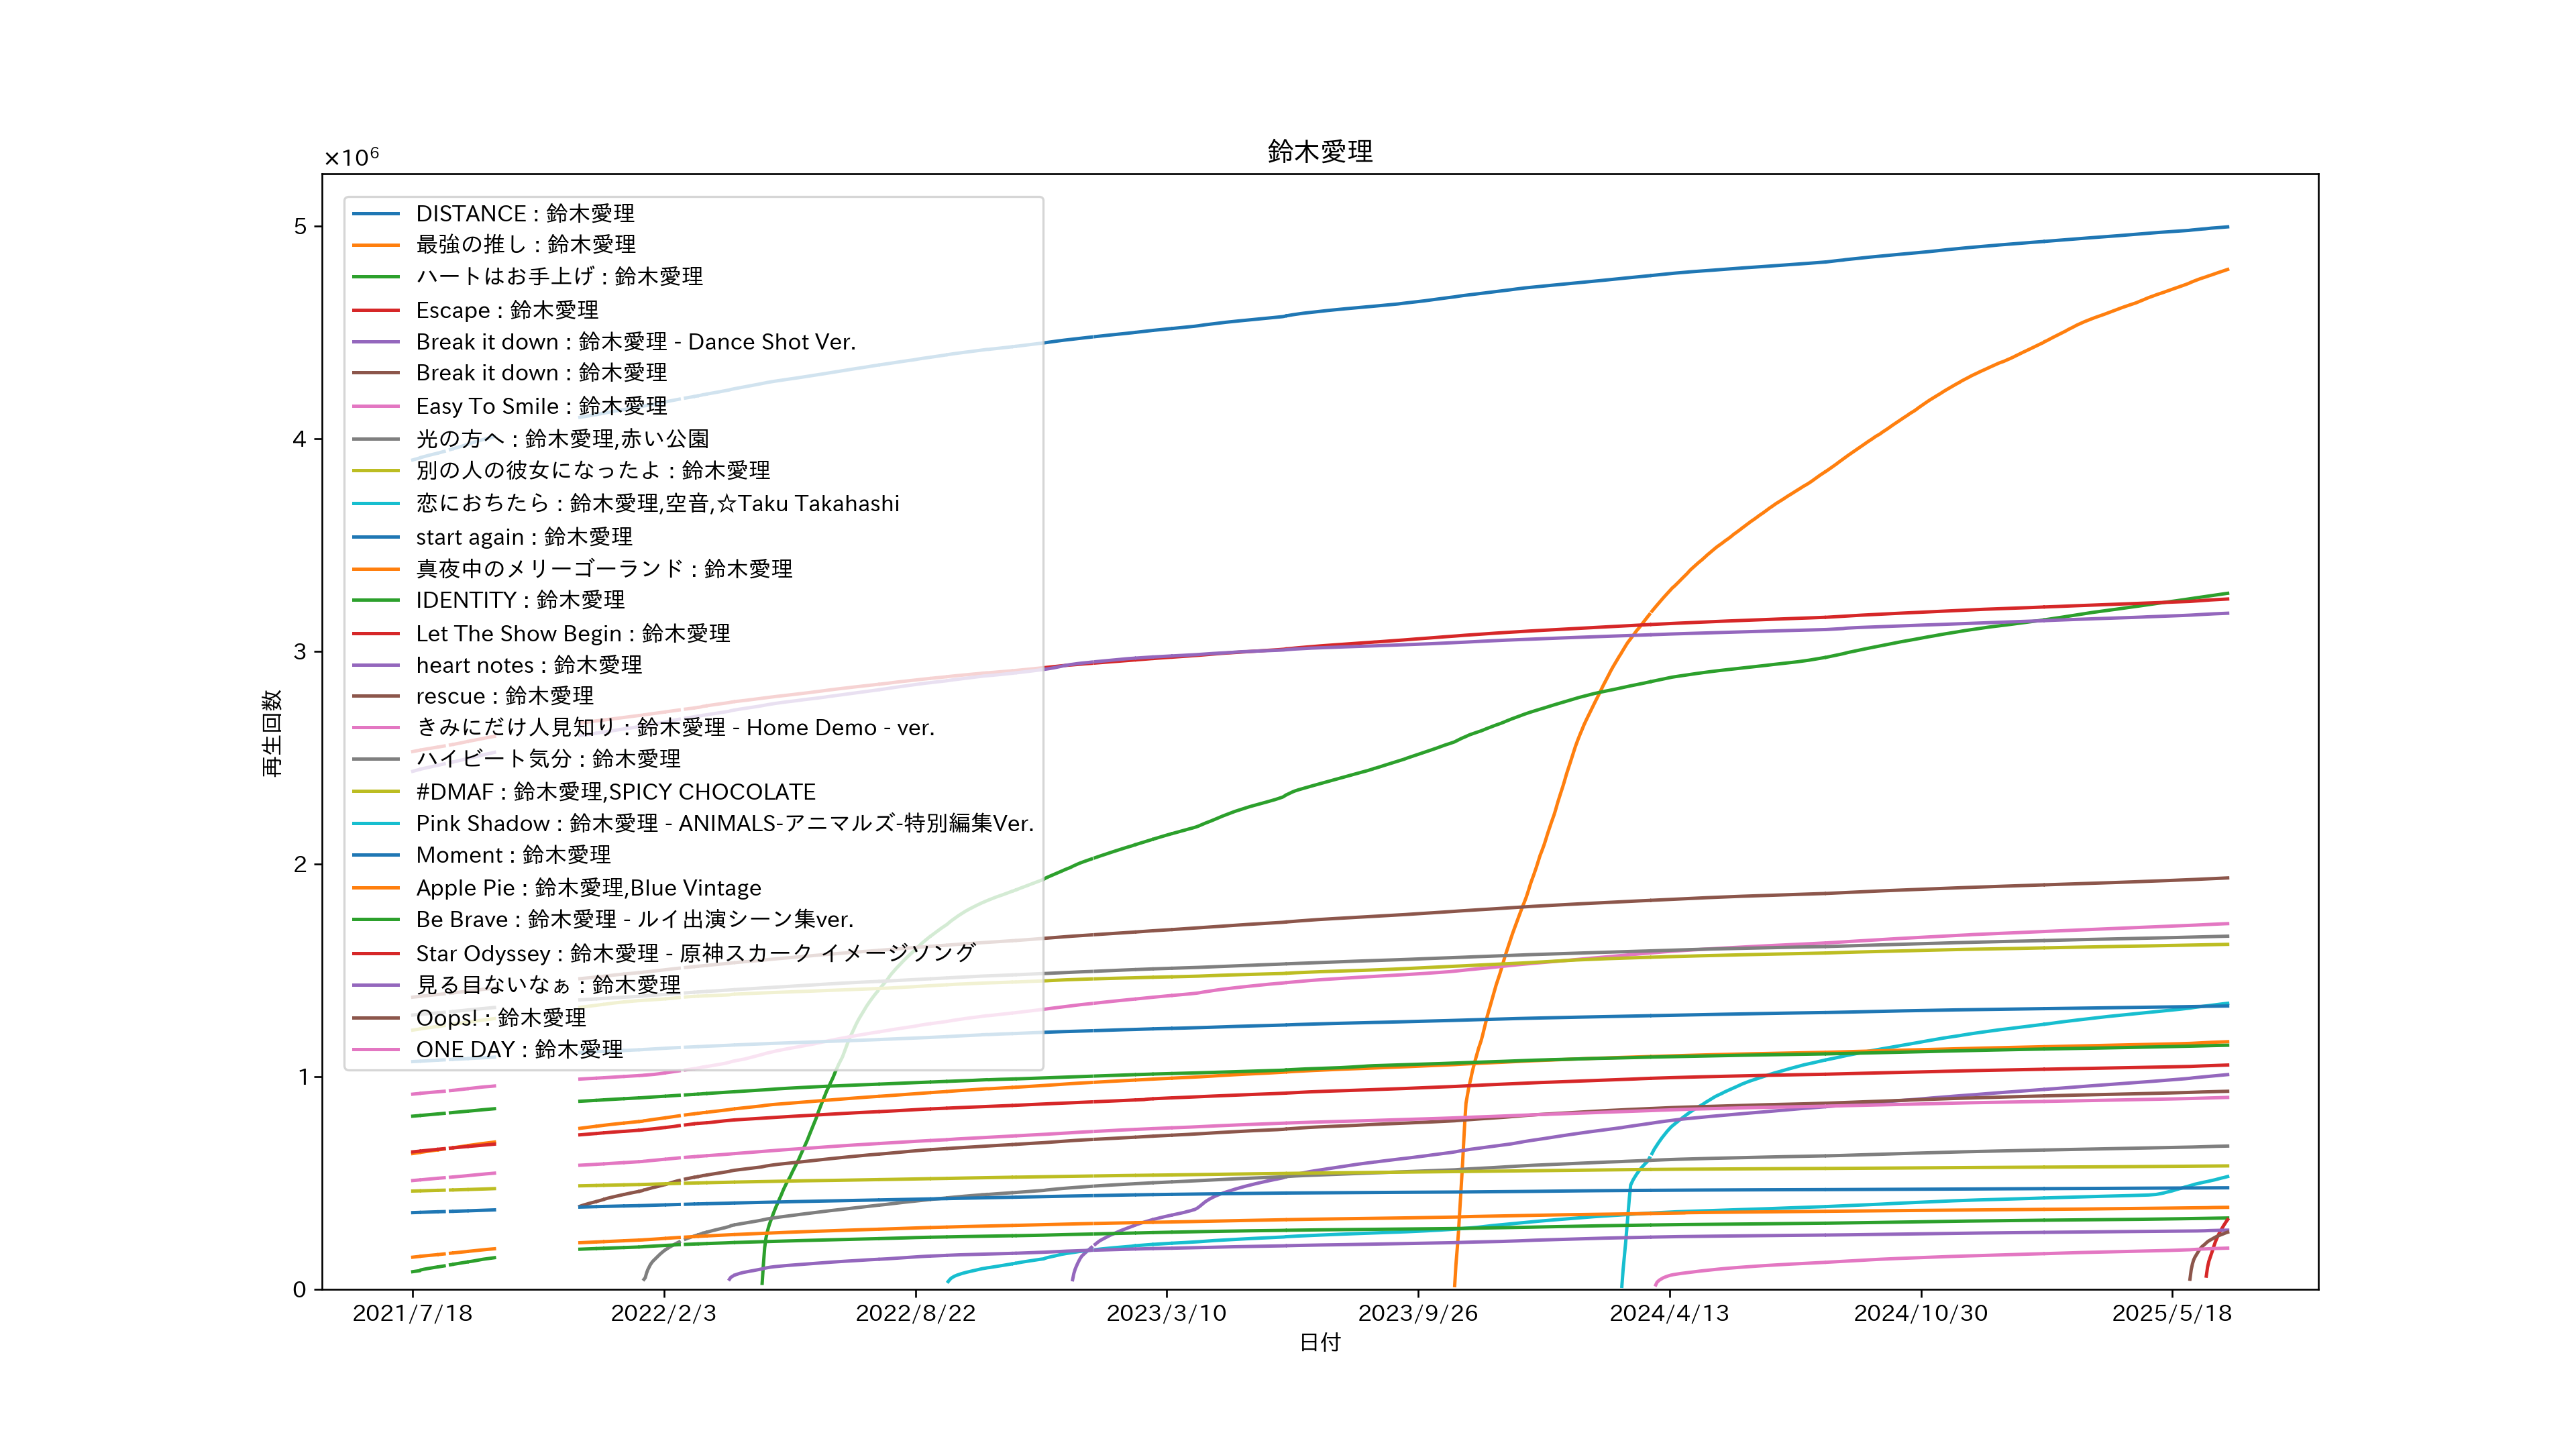 鈴木愛理
×10⁶
5
4
3
2
1
0
再生回数
DISTANCE : 鈴木愛理
最強の推し : 鈴木愛理
ハートはお手上げ : 鈴木愛理
Escape : 鈴木愛理
Break it down : 鈴木愛理 - Dance Shot Ver.
Break it down : 鈴木愛理
Easy To Smile : 鈴木愛理
光の方へ : 鈴木愛理,赤い公園
別の人の彼女になったよ : 鈴木愛理
恋におちたら : 鈴木愛理,空音,☆Taku Takahashi
start again : 鈴木愛理
真夜中のメリーゴーランド : 鈴木愛理
IDENTITY : 鈴木愛理
Let The Show Begin : 鈴木愛理
heart notes : 鈴木愛理
rescue : 鈴木愛理
きみにだけ人見知り : 鈴木愛理 - Home Demo - ver.
ハイビート気分 : 鈴木愛理
#DMAF : 鈴木愛理,SPICY CHOCOLATE
Pink Shadow : 鈴木愛理 - ANIMALS-アニマルズ-特別編集Ver.
Moment : 鈴木愛理
Apple Pie : 鈴木愛理,Blue Vintage
Be Brave : 鈴木愛理 - ルイ出演シーン集ver.
Star Odyssey : 鈴木愛理 - 原神スカーク イメージソング
見る目ないなぁ : 鈴木愛理
Oops! : 鈴木愛理
ONE DAY : 鈴木愛理
2021/7/18
2022/2/3
2022/8/22
2023/3/10
2023/9/26
2024/4/13
2024/10/30
2025/5/18
日付